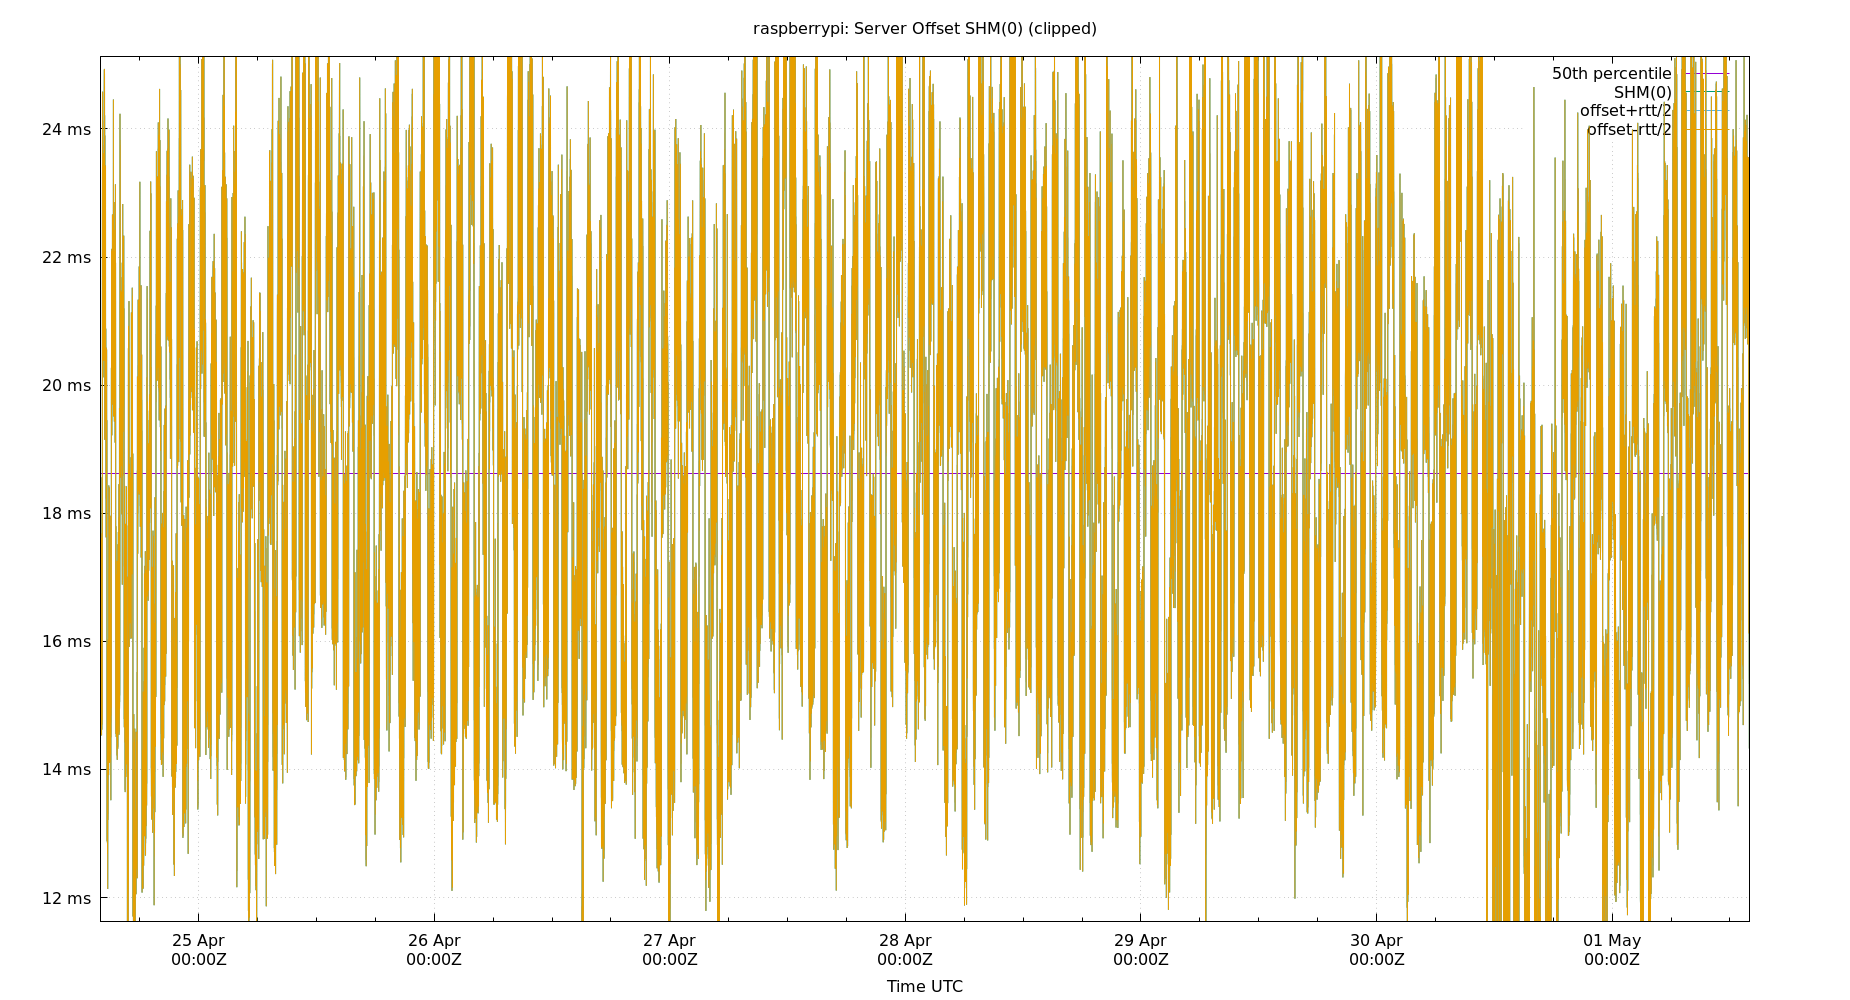 raspberrypi: Server Offset SHM(0) (clipped)
50th percentile
SHM(0)
offset+rtt/2
offset-rtt/2
24 ms
22 ms
20 ms
18 ms
16 ms
14 ms
12 ms
25 Apr 26 Apr 27 Apr 28 Apr 29 Apr 30 Apr 01 May
00:00Z 00:00Z 00:00Z 00:00Z 00:00Z 00:00Z 00:00Z
Time UTC